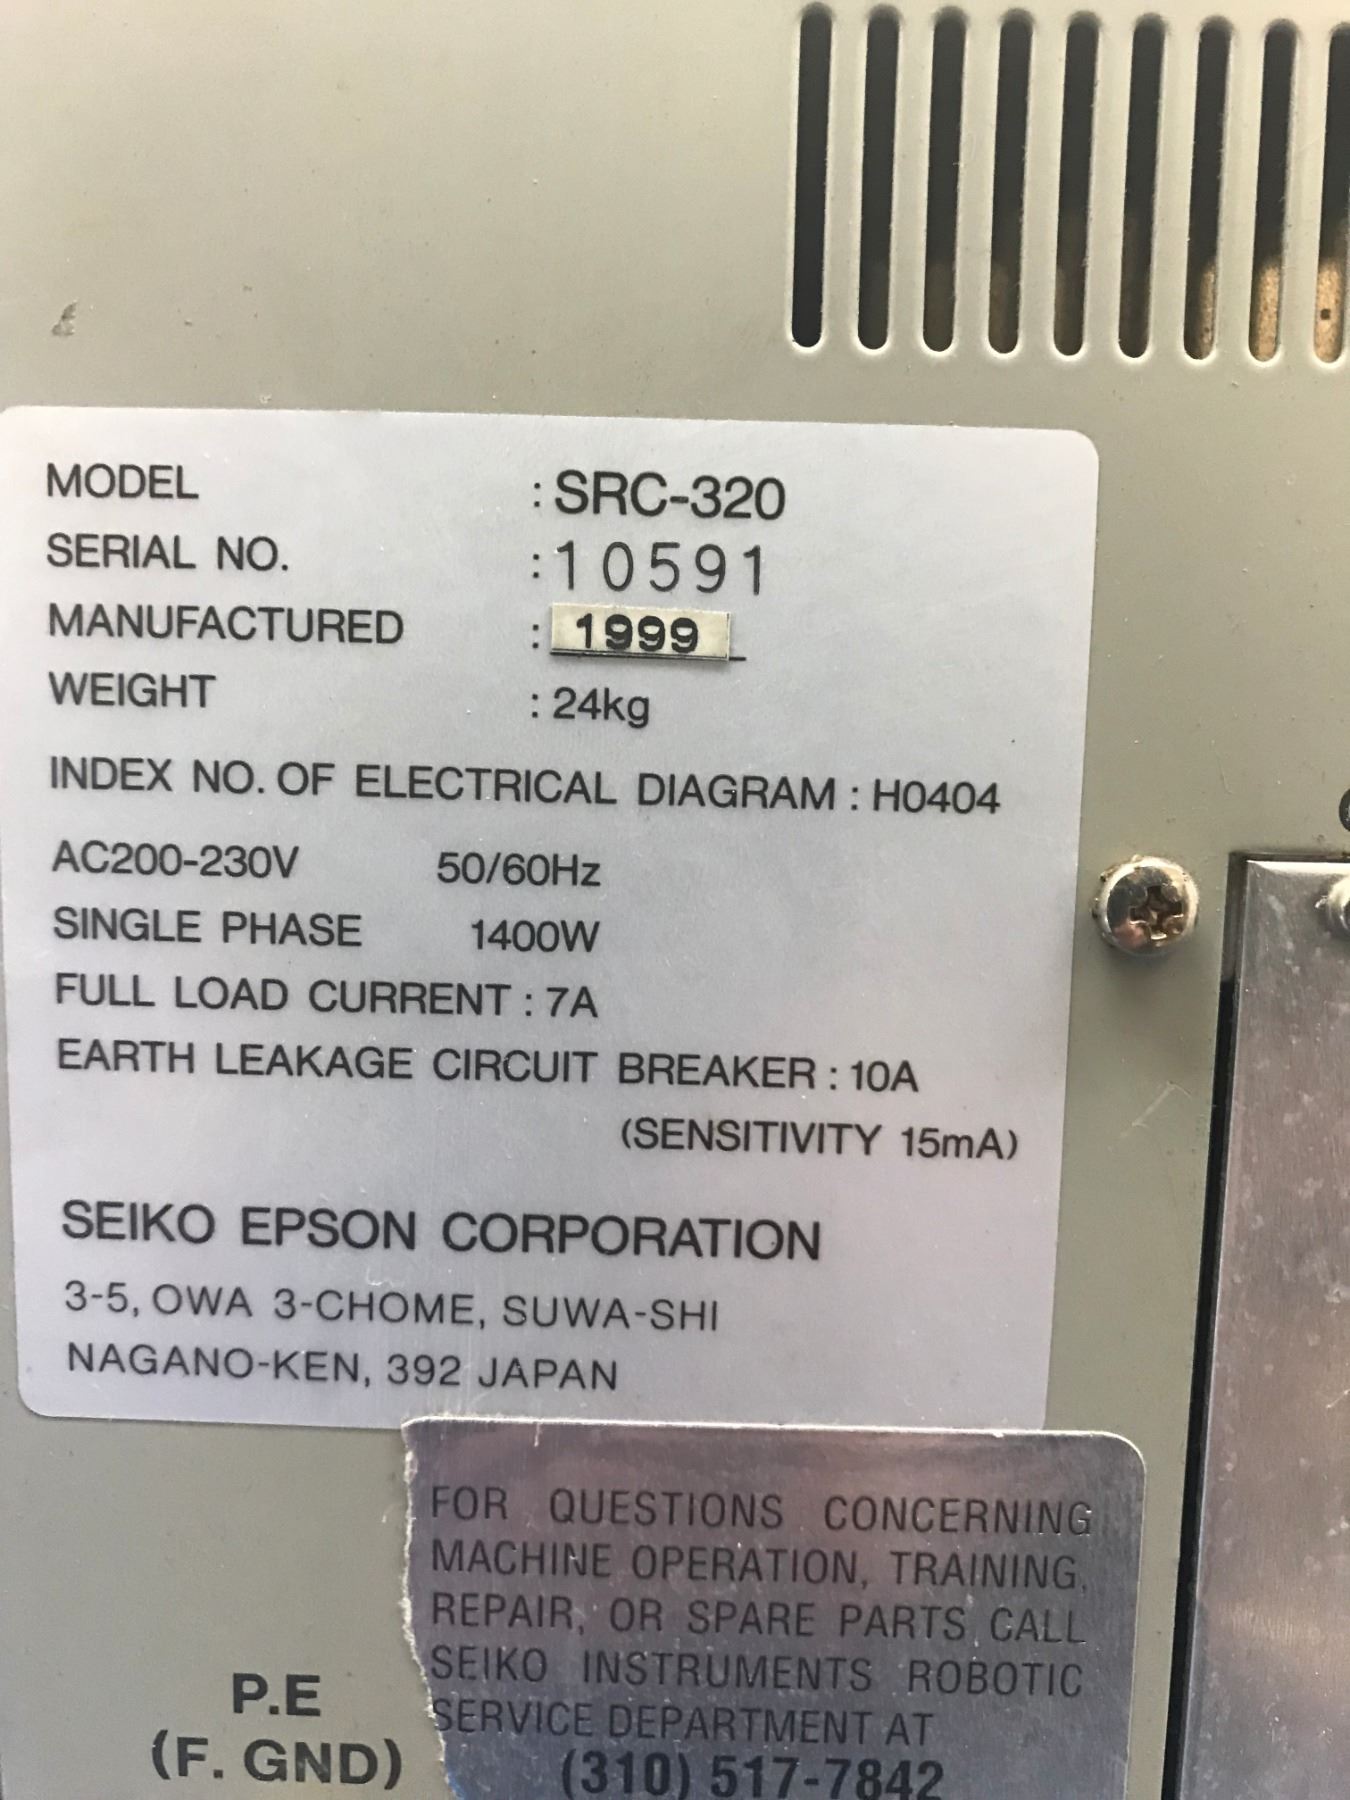 MODEL : SRC-320
SERIAL NO. : 10591
MANUFACTURED : 1999
WEIGHT : 24kg
INDEX NO. OF ELECTRICAL DIAGRAM : H0404
AC200-230V 50/60Hz
SINGLE PHASE 1400W
FULL LOAD CURRENT : 7A
EARTH LEAKAGE CIRCUIT BREAKER : 10A
(SENSITIVITY 15mA)
SEIKO EPSON CORPORATION
3-5, OWA 3-CHOME, SUWA-SHI
NAGANO-KEN, 392 JAPAN
FOR QUESTIONS CONCERNING
MACHINE OPERATION, TRAINING,
REPAIR, OR SPARE PARTS CALL
SEIKO INSTRUMENTS ROBOTIC
SERVICE DEPARTMENT AT
(310) 517-7842
P.E
(F. GND)